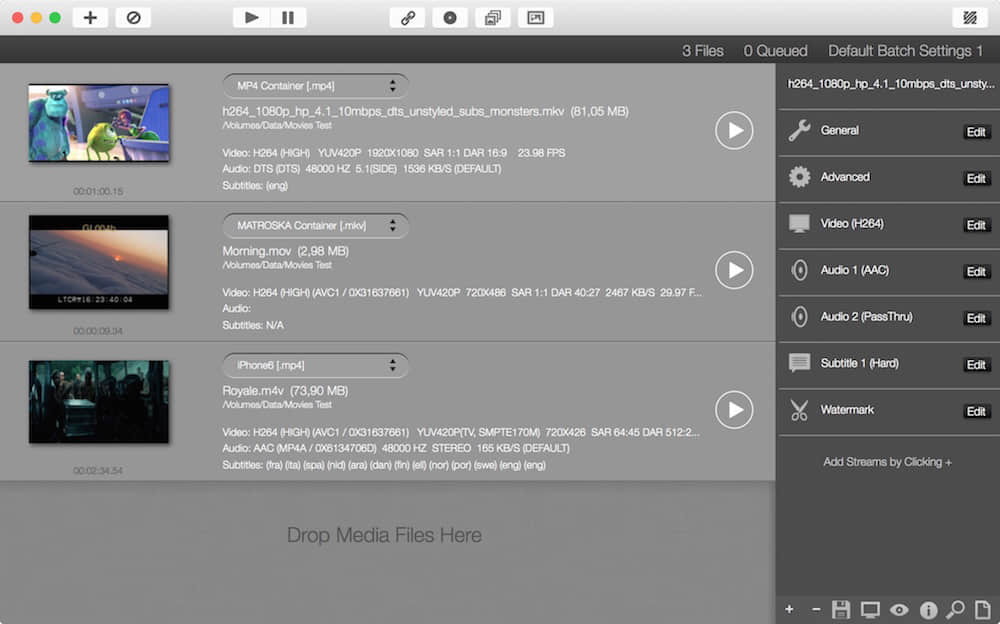 3 Files 0 Queued Default Batch Settings 1
MP4 Container [.mp4]
h264_1080p_hp_4.1_10mbps_dts_unstyled_subs_monsters.mkv (81,05 MB)
/Volumes/Data/Movies Test
Video: H264 (HIGH) YUV420P 1920X1080 SAR 1:1 DAR 16:9 23.98 FPS
Audio: DTS (DTS) 48000 HZ 5.1(SIDE) 1536 KB/S (DEFAULT)
Subtitles: (eng)
00:01:00.15
MATROSKA Container [.mkv]
Morning.mov (2,98 MB)
/Volumes/Data/Movies Test
Video: H264 (HIGH) (AVC1 / 0X31637661) YUV420P 720X486 SAR 1:1 DAR 40:27 2467 KB/S 29.97 F...
Audio:
Subtitles: N/A
LTCRM16:23:40:04
00:00:09.34
iPhone6 [.mp4]
Royale.m4v (73,90 MB)
/Volumes/Data/Movies Test
Video: H264 (HIGH) (AVC1 / 0X31637661) YUV420P(TV, SMPTE170M) 720X426 SAR 64:45 DAR 512:2...
Audio: AAC (MP4A / 0X6134706D) 48000 HZ STEREO 165 KB/S (DEFAULT)
Subtitles: (fra) (ita) (spa) (nld) (ara) (dan) (fin) (ell) (nor) (por) (swe) (eng) (eng)
00:02:34.54
Drop Media Files Here
h264_1080p_hp_4.1_10mbps_dts_unsty...
General Edit
Advanced Edit
Video (H264) Edit
Audio 1 (AAC) Edit
Audio 2 (PassThru) Edit
Subtitle 1 (Hard) Edit
Watermark Edit
Add Streams by Clicking +